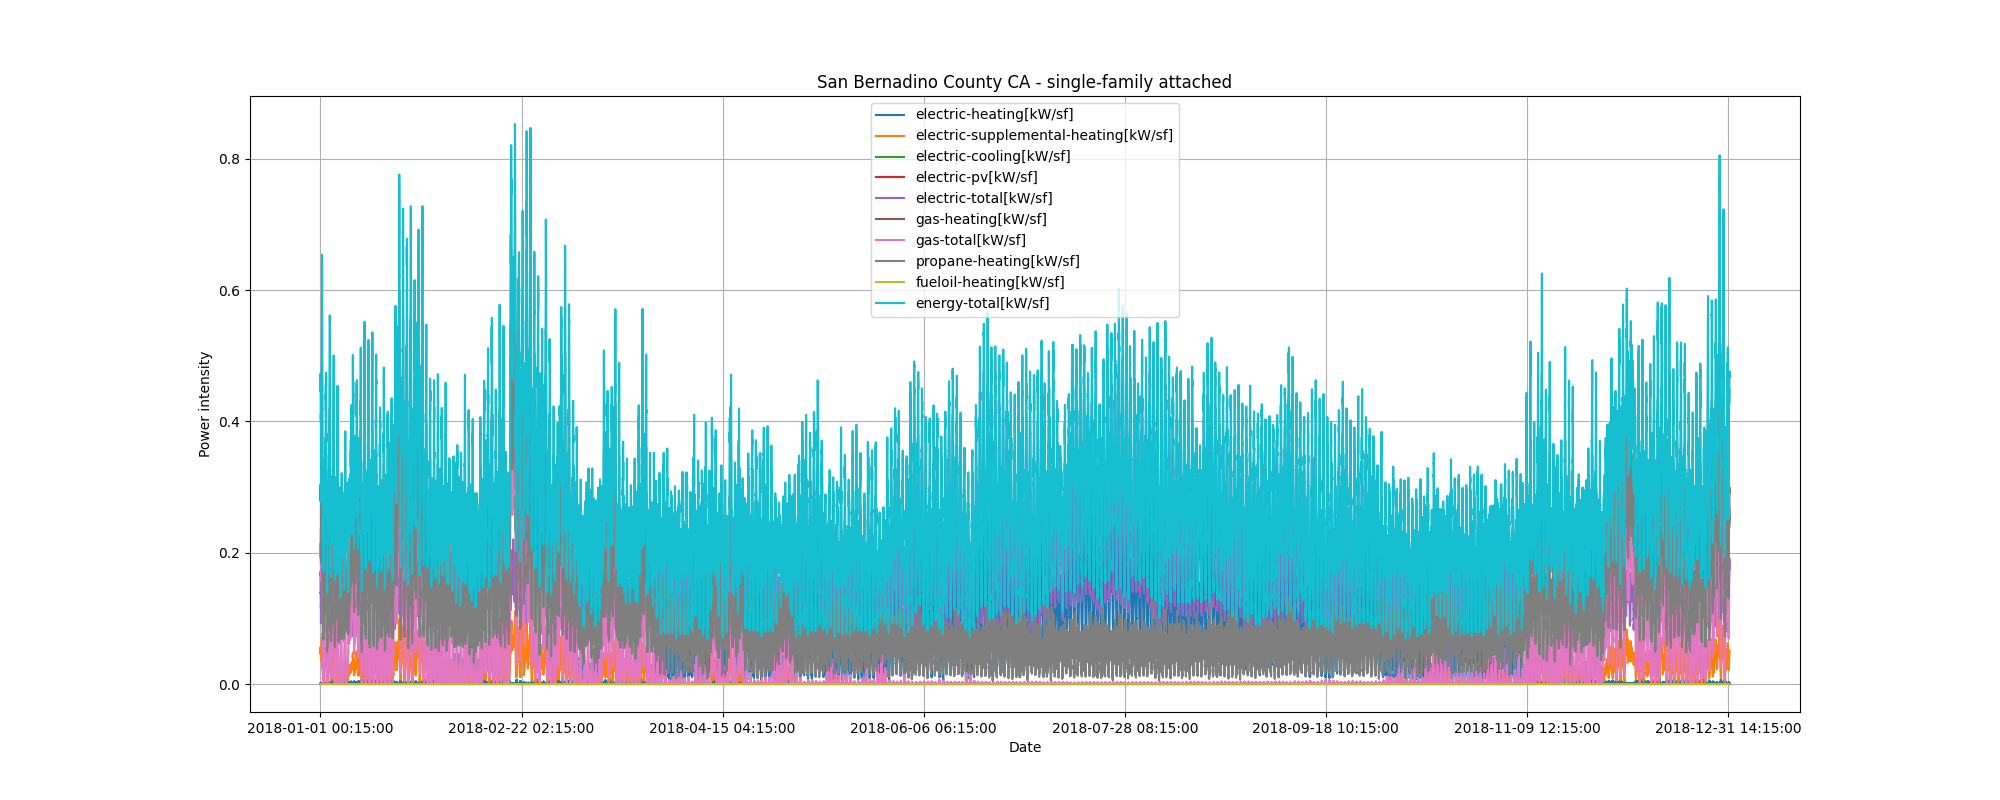 San Bernadino County CA - single-family attached
electric-heating[kW/sf]
electric-supplemental-heating[kW/sf]
electric-cooling[kW/sf]
electric-pv[kW/sf]
electric-total[kW/sf]
gas-heating[kW/sf]
gas-total[kW/sf]
propane-heating[kW/sf]
fueloil-heating[kW/sf]
energy-total[kW/sf]
Power intensity
0.8
0.6
0.4
0.2
0.0
2018-01-01 00:15:00 2018-02-22 02:15:00 2018-04-15 04:15:00 2018-06-06 06:15:00 2018-07-28 08:15:00 2018-09-18 10:15:00 2018-11-09 12:15:00 2018-12-31 14:15:00
Date